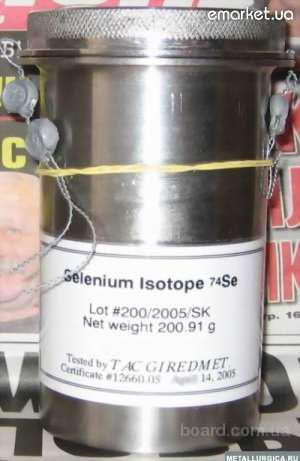 emarket.ua
Selenium Isotope ⁷⁴Se
Lot #200/2005/SK
Net weight 200.91 g
Tested by TAC GIREDMET
Certificate #12660.05 April 14, 2005
board.com.ua
METALLURGICA.RU